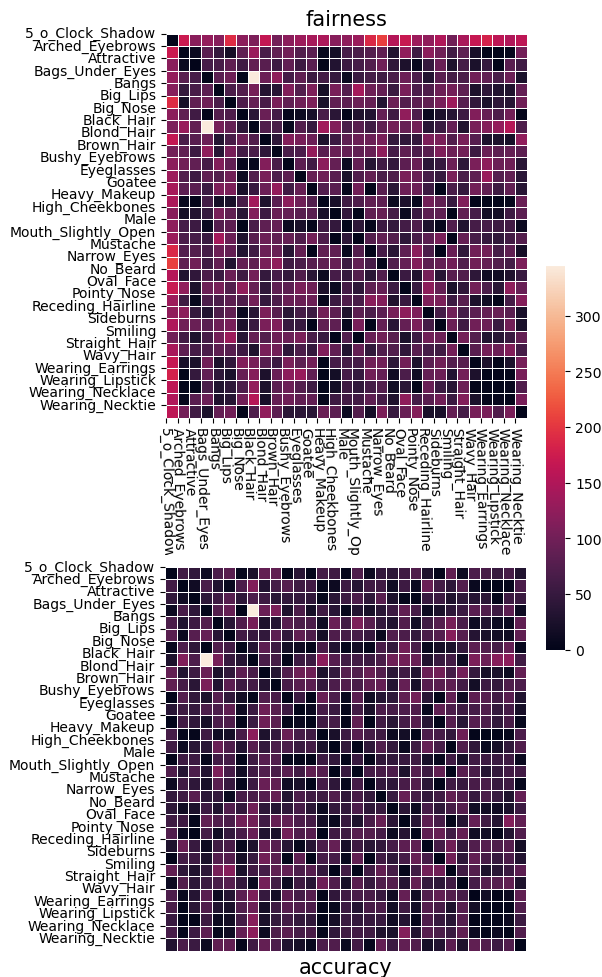 fairness
5_o_Clock_Shadow
Arched_Eyebrows
Attractive
Bags_Under_Eyes
Bangs
Big_Lips
Big_Nose
Black_Hair
Blond_Hair
Brown_Hair
Bushy_Eyebrows
Eyeglasses
Goatee
Heavy_Makeup
High_Cheekbones
Male
Mouth_Slightly_Open
Mustache
Narrow_Eyes
No_Beard
Oval_Face
Pointy_Nose
Receding_Hairline
Sideburns
Smiling
Straight_Hair
Wavy_Hair
Wearing_Earrings
Wearing_Lipstick
Wearing_Necklace
Wearing_Necktie
5_o_Clock_Shadow
Arched_Eyebrows
Attractive
Bags_Under_Eyes
Bangs
Big_Lips
Big_Nose
Black_Hair
Blond_Hair
Brown_Hair
Bushy_Eyebrows
Eyeglasses
Goatee
Heavy_Makeup
High_Cheekbones
Male
Mouth_Slightly_Op
Mustache
Narrow_Eyes
No_Beard
Oval_Face
Pointy_Nose
Receding_Hairline
Sideburns
Smiling
Straight_Hair
Wavy_Hair
Wearing_Earrings
Wearing_Lipstick
Wearing_Necklace
Wearing_Necktie
300
250
200
150
100
50
0
5_o_Clock_Shadow
Arched_Eyebrows
Attractive
Bags_Under_Eyes
Bangs
Big_Lips
Big_Nose
Black_Hair
Blond_Hair
Brown_Hair
Bushy_Eyebrows
Eyeglasses
Goatee
Heavy_Makeup
High_Cheekbones
Male
Mouth_Slightly_Open
Mustache
Narrow_Eyes
No_Beard
Oval_Face
Pointy_Nose
Receding_Hairline
Sideburns
Smiling
Straight_Hair
Wavy_Hair
Wearing_Earrings
Wearing_Lipstick
Wearing_Necklace
Wearing_Necktie
accuracy